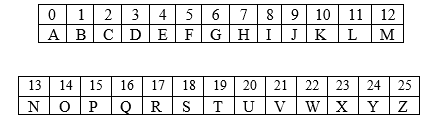 0 1 2 3 4 5 6 7 8 9 10 11 12
A B C D E F G H I J K L M
13 14 15 16 17 18 19 20 21 22 23 24 25
N O P Q R S T U V W X Y Z